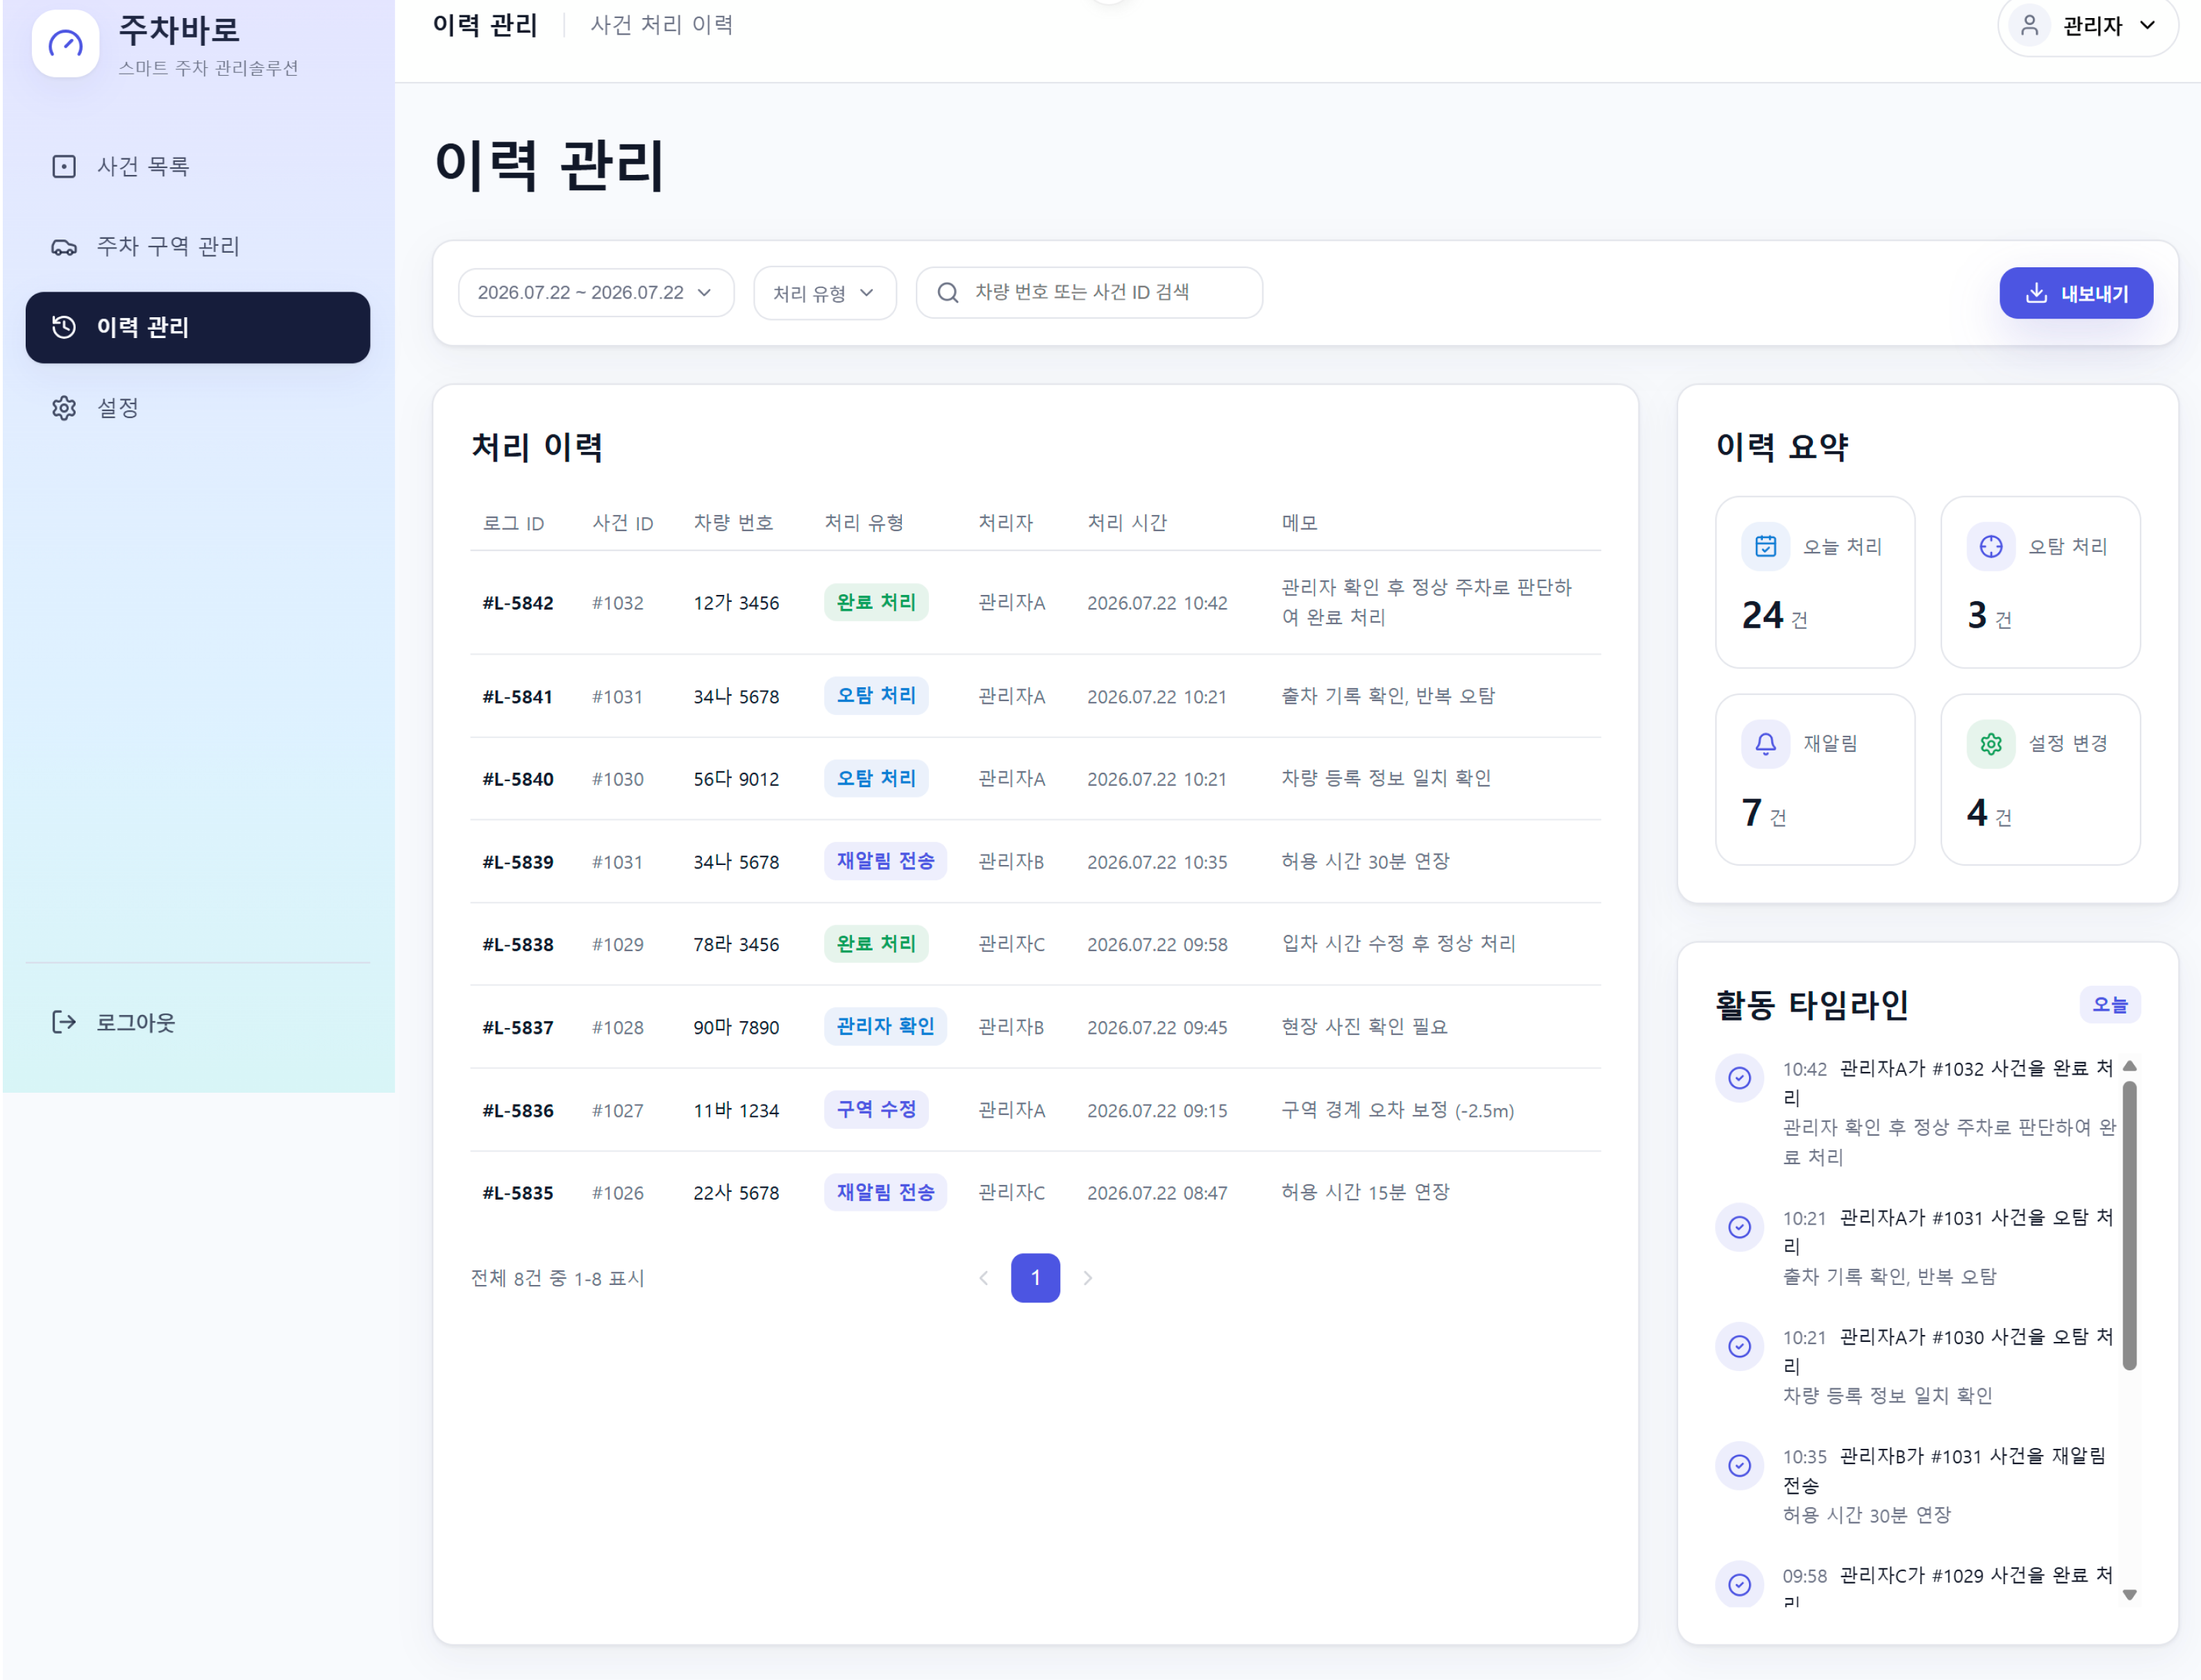 주차바로
스마트 주차 관리솔루션
사건 목록
주차 구역 관리
이력 관리
설정
로그아웃
이력 관리 사건 처리 이력
관리자
이력 관리
2026.07.22 ~ 2026.07.22
처리 유형
차량 번호 또는 사건 ID 검색
내보내기
처리 이력
로그 ID 사건 ID 차량 번호 처리 유형 처리자 처리 시간 메모
#L-5842 #1032 12가 3456 완료 처리 관리자A 2026.07.22 10:42 관리자 확인 후 정상 주차로 판단하
여 완료 처리
#L-5841 #1031 34나 5678 오탐 처리 관리자A 2026.07.22 10:21 출차 기록 확인, 반복 오탐
#L-5840 #1030 56다 9012 오탐 처리 관리자A 2026.07.22 10:21 차량 등록 정보 일치 확인
#L-5839 #1031 34나 5678 재알림 전송 관리자B 2026.07.22 10:35 허용 시간 30분 연장
#L-5838 #1029 78라 3456 완료 처리 관리자C 2026.07.22 09:58 입차 시간 수정 후 정상 처리
#L-5837 #1028 90마 7890 관리자 확인 관리자B 2026.07.22 09:45 현장 사진 확인 필요
#L-5836 #1027 11바 1234 구역 수정 관리자A 2026.07.22 09:15 구역 경계 오차 보정 (-2.5m)
#L-5835 #1026 22사 5678 재알림 전송 관리자C 2026.07.22 08:47 허용 시간 15분 연장
전체 8건 중 1-8 표시
1
이력 요약
오늘 처리
24 건
오탐 처리
3 건
재알림
7 건
설정 변경
4 건
활동 타임라인
오늘
10:42 관리자A가 #1032 사건을 완료 처
리
관리자 확인 후 정상 주차로 판단하여 완
료 처리
10:21 관리자A가 #1031 사건을 오탐 처
리
출차 기록 확인, 반복 오탐
10:21 관리자A가 #1030 사건을 오탐 처
리
차량 등록 정보 일치 확인
10:35 관리자B가 #1031 사건을 재알림
전송
허용 시간 30분 연장
09:58 관리자C가 #1029 사건을 완료 처
리